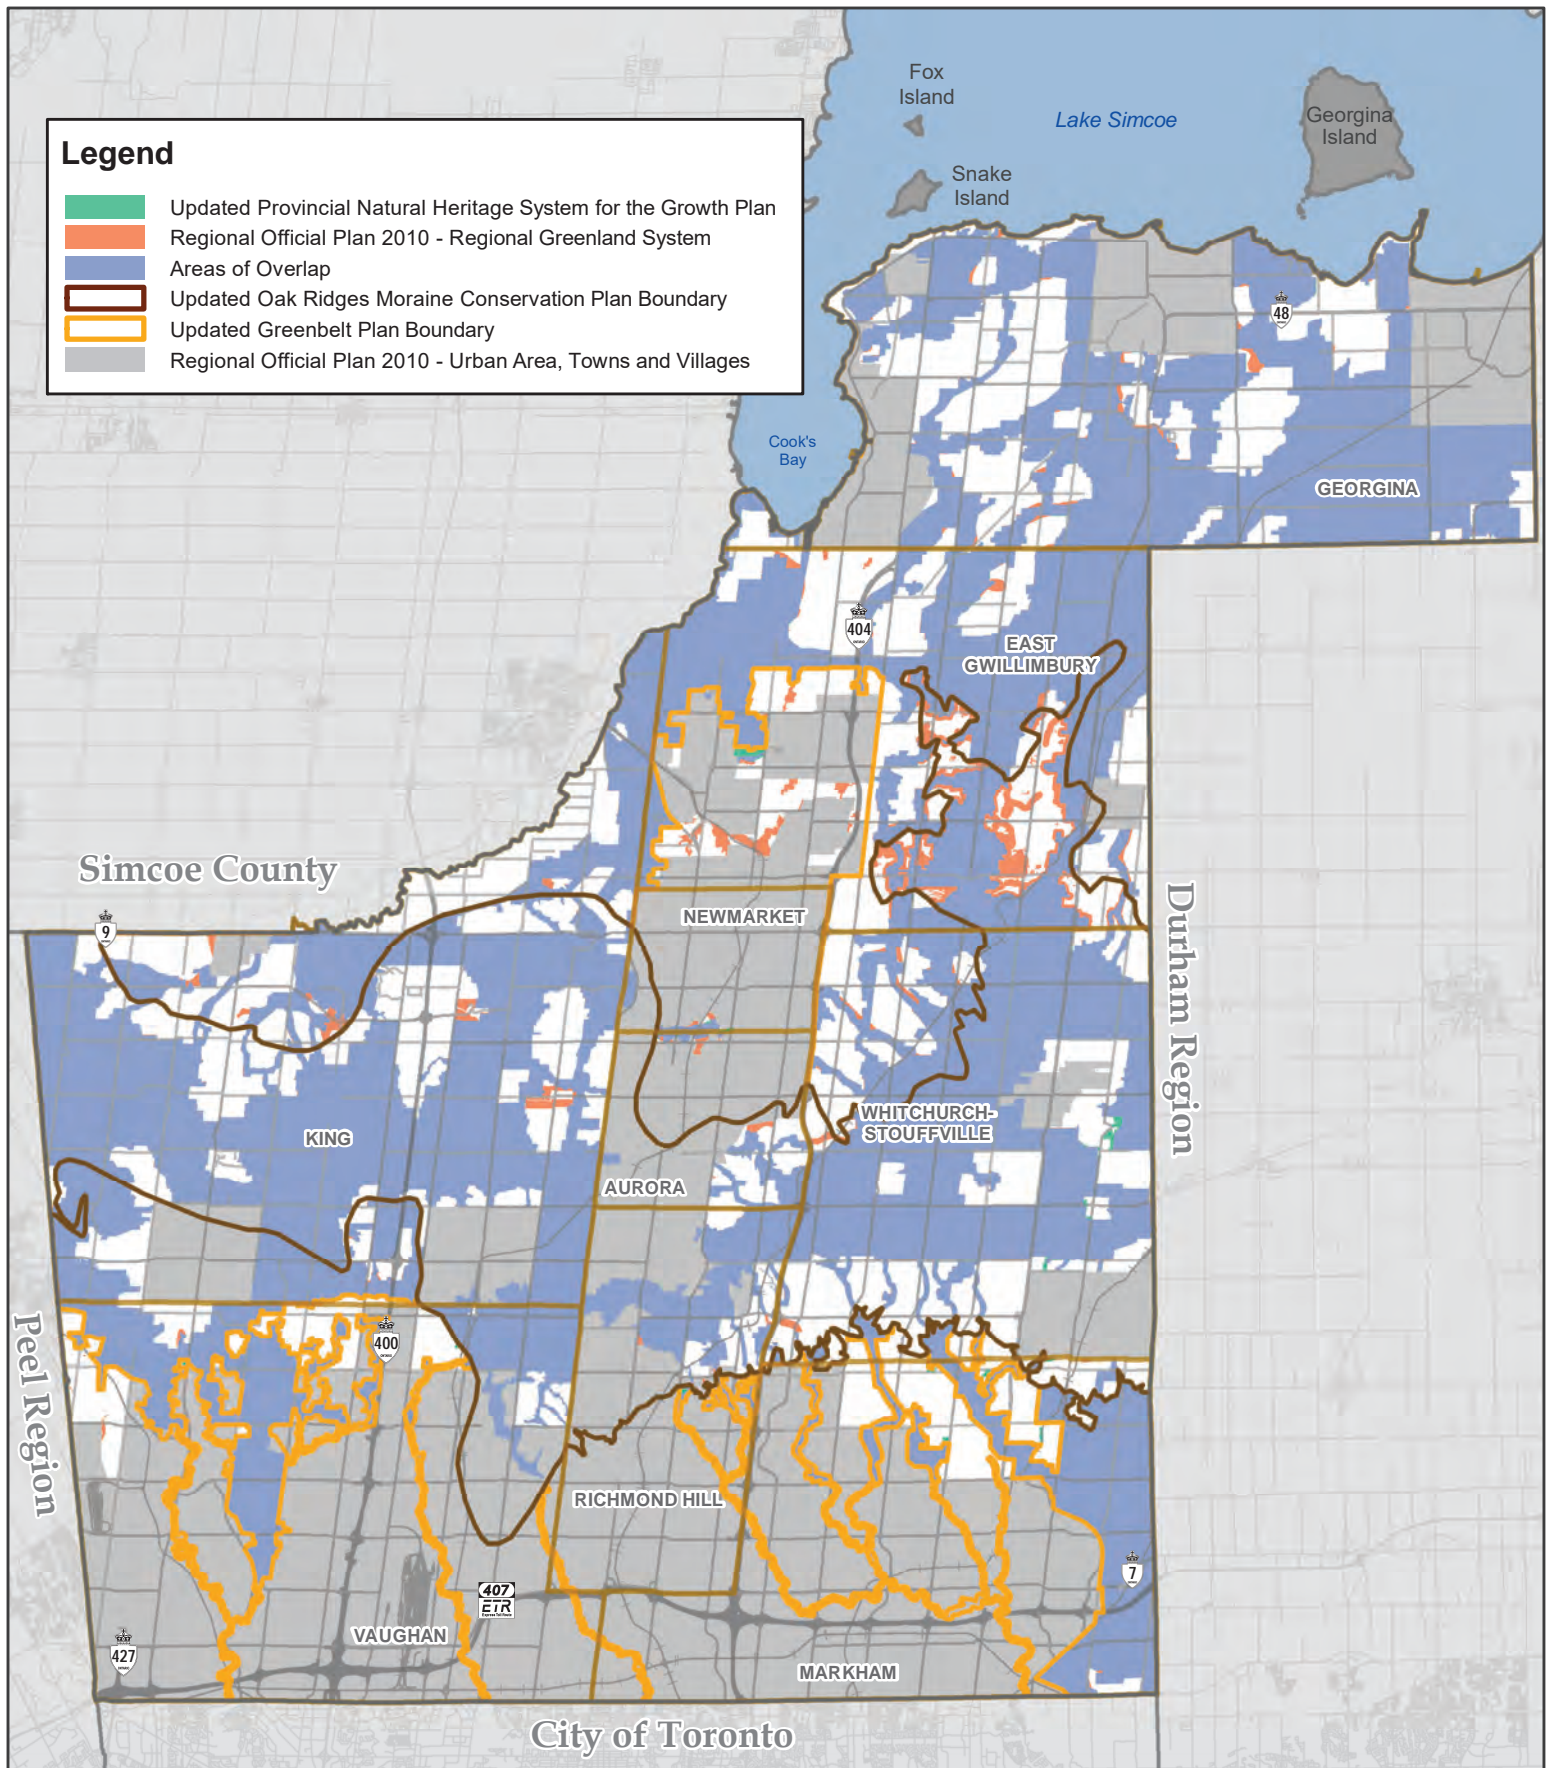 Fox
Island
Lake Simcoe
Georgina
Island
Snake
Island
Legend
Updated Provincial Natural Heritage System for the Growth Plan
Regional Official Plan 2010 - Regional Greenland System
Areas of Overlap
Updated Oak Ridges Moraine Conservation Plan Boundary
Updated Greenbelt Plan Boundary
Regional Official Plan 2010 - Urban Area, Towns and Villages
48
Cook's
Bay
GEORGINA
404
EAST
GWILLIMBURY
Simcoe County
9
NEWMARKET
Durham Region
WHITCHURCH-
STOUFFVILLE
KING
AURORA
Peel Region
400
ONTARIO
RICHMOND HILL
7
407
ETR
Express Toll Route
VAUGHAN
427
MARKHAM
City of Toronto